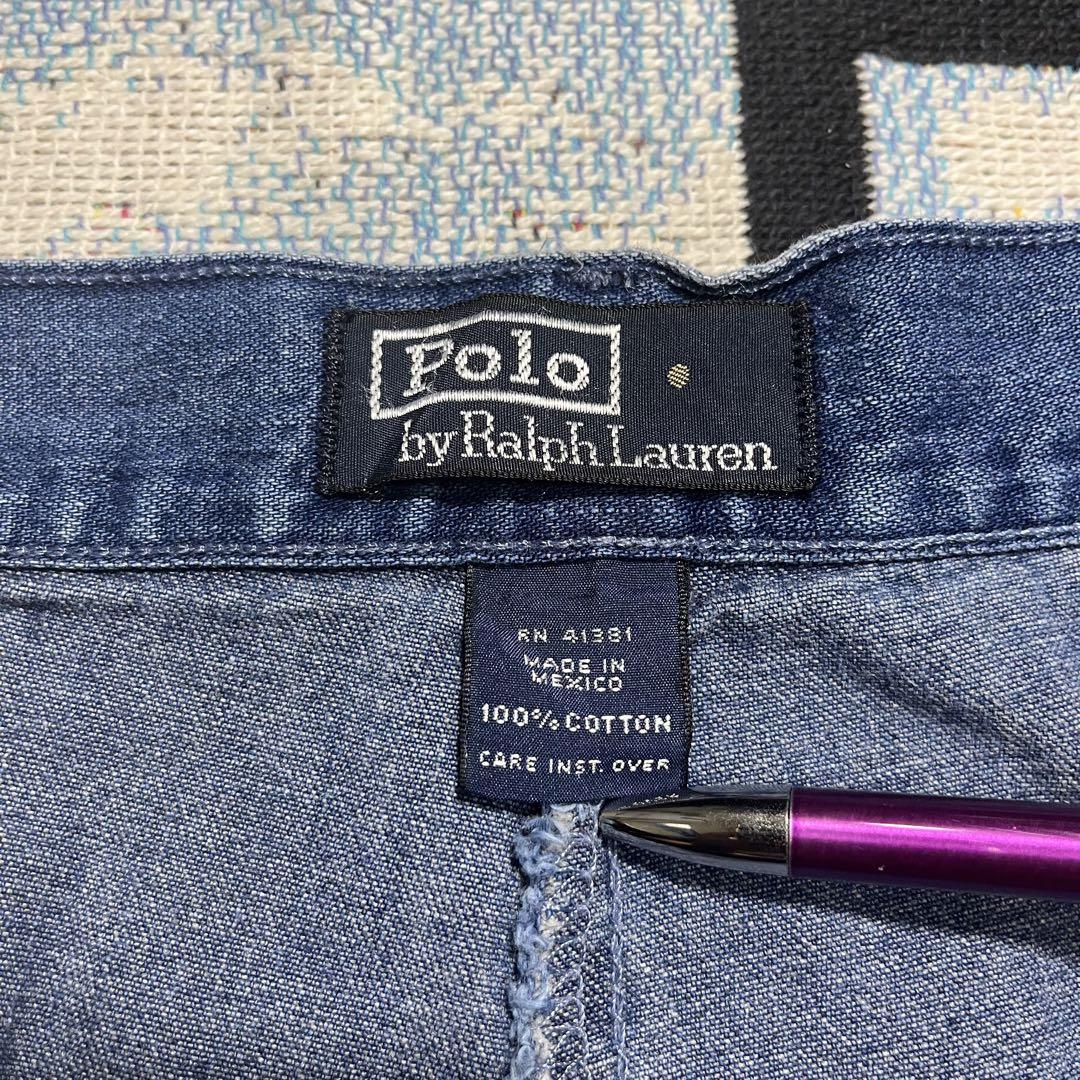 Polo
by Ralph Lauren
RN 41381
MADE IN
MEXICO
100% COTTON
CARE INST. OVER